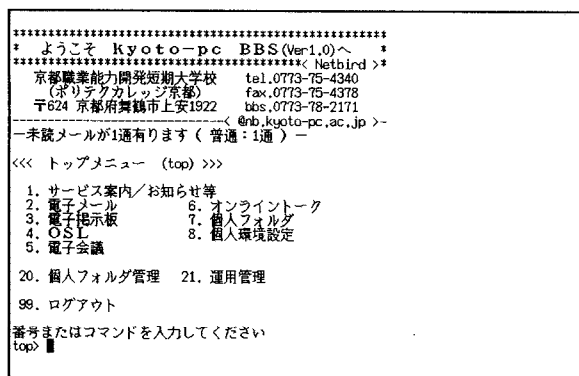 ************************************************************
* ようこそ Kyoto-pc BBS(Ver1.0)へ *
**********************************************< Netbird >*
京都職業能力開発短期大学校 tel.0773-75-4340
(ポリテクカレッジ京都) fax.0773-75-4378
〒624 京都府舞鶴市上安1922 bbs.0773-78-2171
----------------------------------< @nb.kyoto-pc.ac.jp >-
－未読メールが1通有ります ( 普通：1通 ) －
<<< トップメニュー (top) >>>
1. サービス案内／お知らせ等
2. 電子メール 6. オンライントーク
3. 電子掲示板 7. 個人フォルダ
4. OSL 8. 個人環境設定
5. 電子会議
20. 個人フォルダ管理 21. 運用管理
99. ログアウト
番号またはコマンドを入力してください
top>